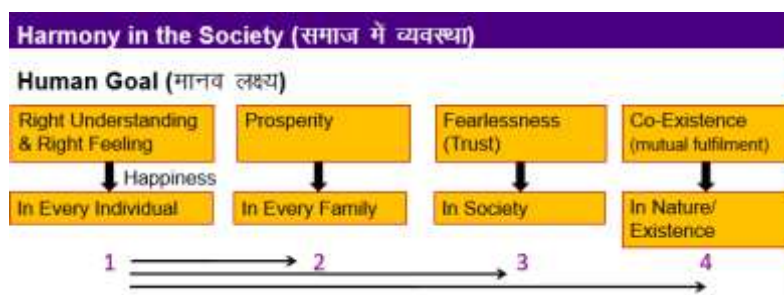 Harmony in the Society (समाज में व्यवस्था)
Human Goal (मानव लक्ष्य)
Right Understanding
& Right Feeling
Prosperity
Fearlessness
(Trust)
Co-Existence
(mutual fulfilment)
Happiness
In Every Individual
In Every Family
In Society
In Nature/
Existence
1
2
3
4